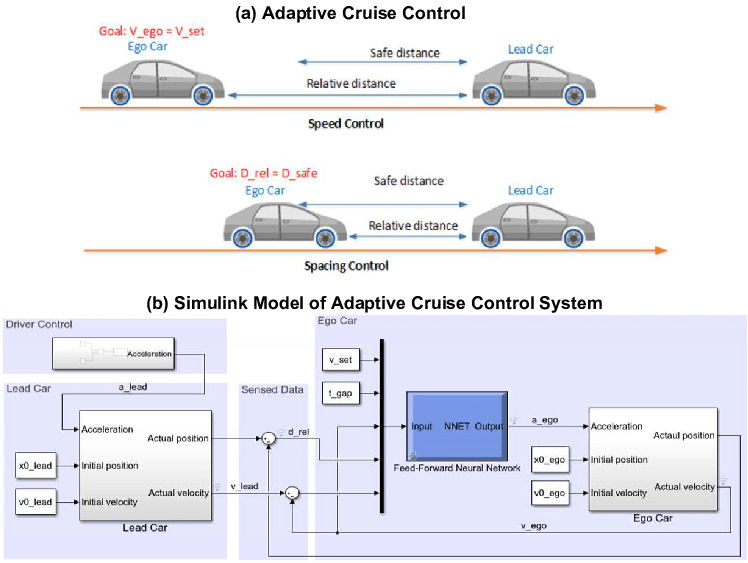 (a) Adaptive Cruise Control
Goal: V_ego = V_set
Ego Car
Safe distance
Lead Car
Relative distance
Speed Control
Goal: D_rel = D_safe
Ego Car
Safe distance
Lead Car
Relative distance
Spacing Control
(b) Simulink Model of Adaptive Cruise Control System
Driver Control
Ego Car
Acceleration
v_set
t_gap
a_lead
Lead Car
Sensed Data
Acceleration
Actual position
d_rel
Input
NNET Output
a_ego
Acceleration
Actaul position
Feed-Forward Neural Network
x0_lead
Initial position
x0_ego
Initial position
v0_lead
Initial velocity
Actual velocity
v_lead
v0_ego
Initial velocity
Actual velocity
Lead Car
Ego Car
v_ego